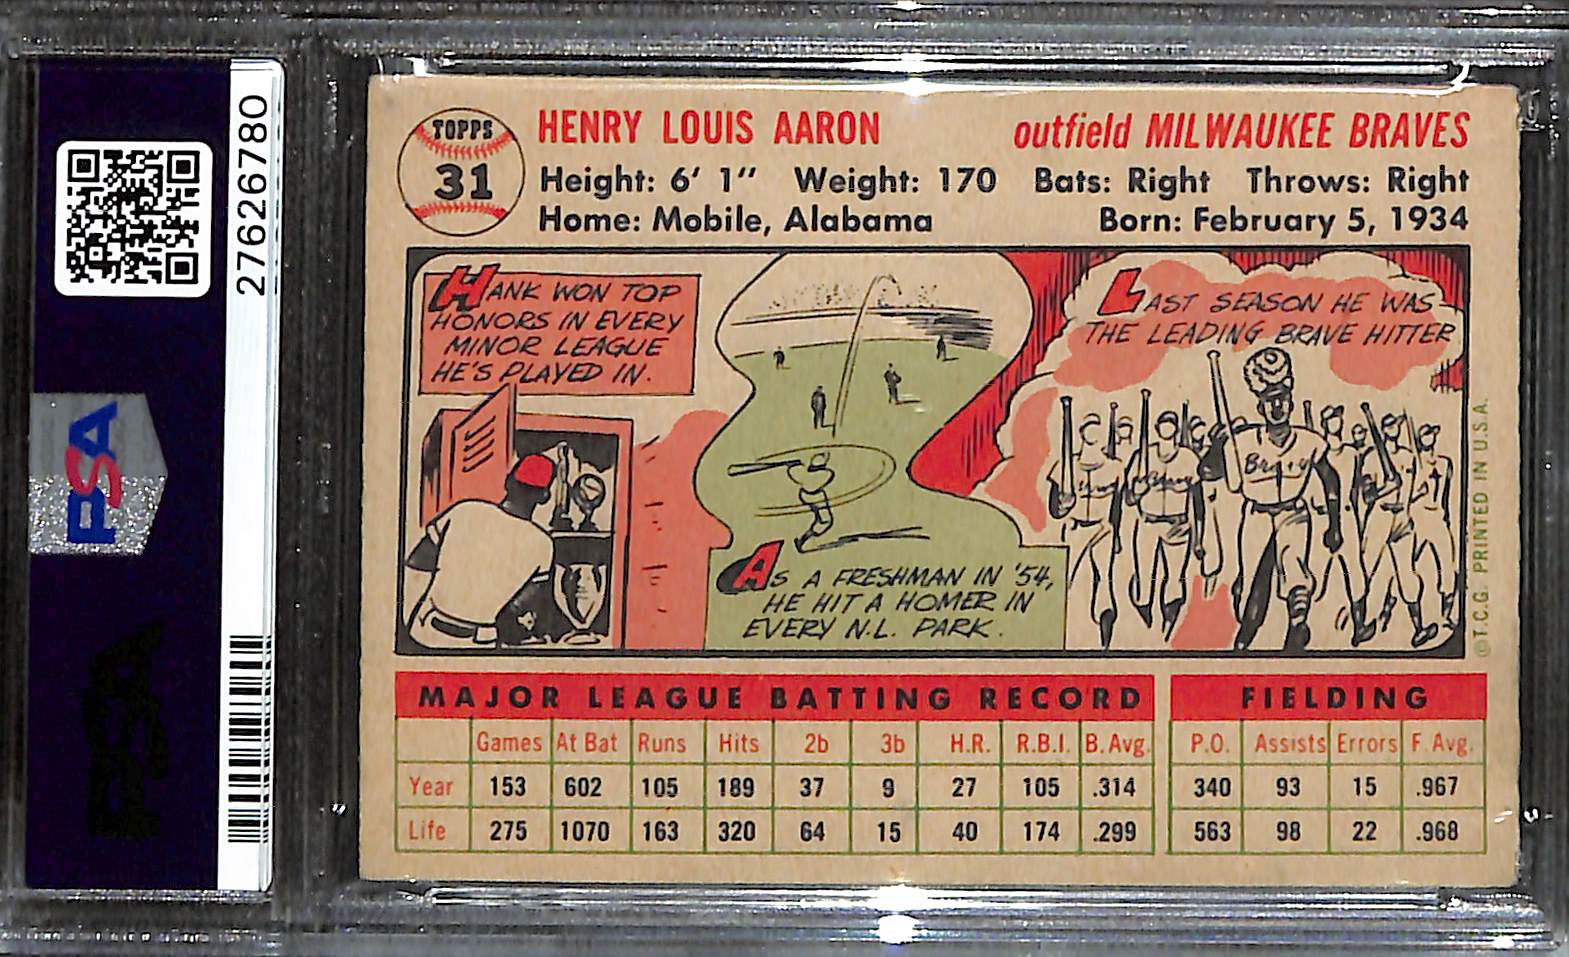 27626780
PSA
TOPPS
31
HENRY LOUIS AARON
outfield MILWAUKEE BRAVES
Height: 6' 1" Weight: 170 Bats: Right Throws: Right
Home: Mobile, Alabama
Born: February 5, 1934
HANK WON TOP
HONORS IN EVERY
MINOR LEAGUE
HE'S PLAYED IN.
AS A FRESHMAN IN '54,
HE HIT A HOMER IN
EVERY N.L. PARK.
LAST SEASON HE WAS
THE LEADING BRAVE HITTER
©T.C.G. PRINTED IN U.S.A.
MAJOR LEAGUE BATTING RECORD
Games At Bat Runs Hits 2b 3b H.R. R.B.I. B. Avg.
Year 153 602 105 189 37 9 27 105 .314
Life 275 1070 163 320 64 15 40 174 .299
FIELDING
P.O. Assists Errors F. Avg.
340 93 15 .967
563 98 22 .968